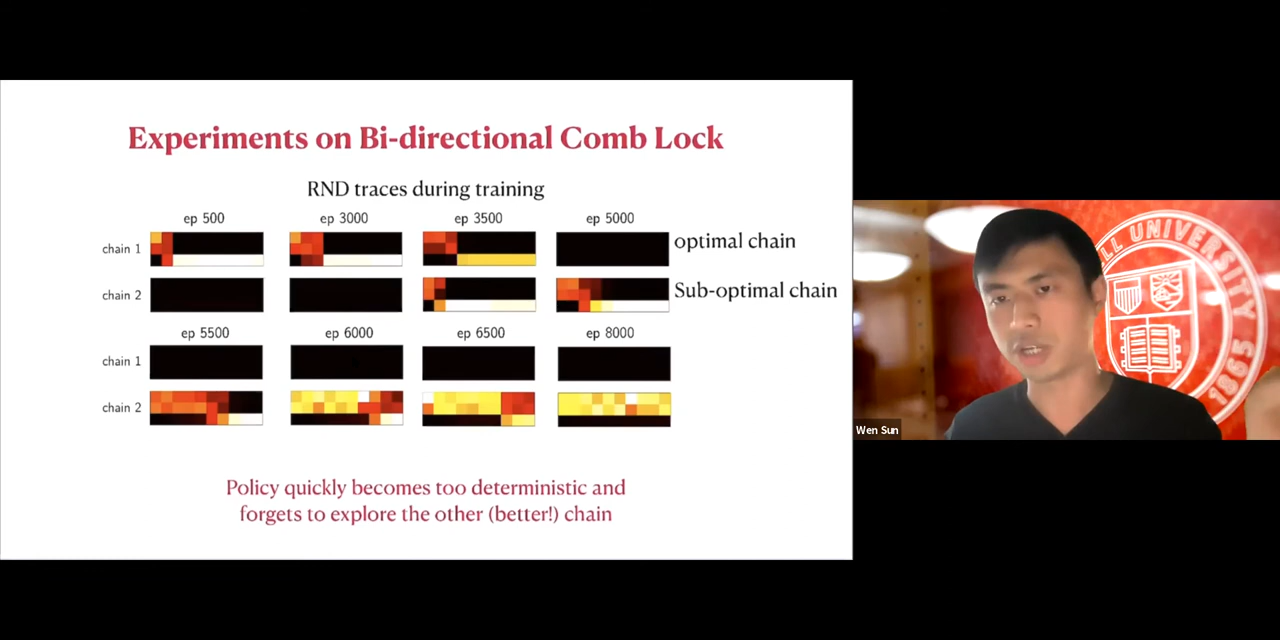 Experiments on Bi-directional Comb Lock
RND traces during training
ep 500 ep 3000 ep 3500 ep 5000
chain 1 optimal chain
chain 2 Sub-optimal chain
ep 5500 ep 6000 ep 6500 ep 8000
chain 1
chain 2
Policy quickly becomes too deterministic and
forgets to explore the other (better!) chain
UNIVERSITY
1865
Wen Sun